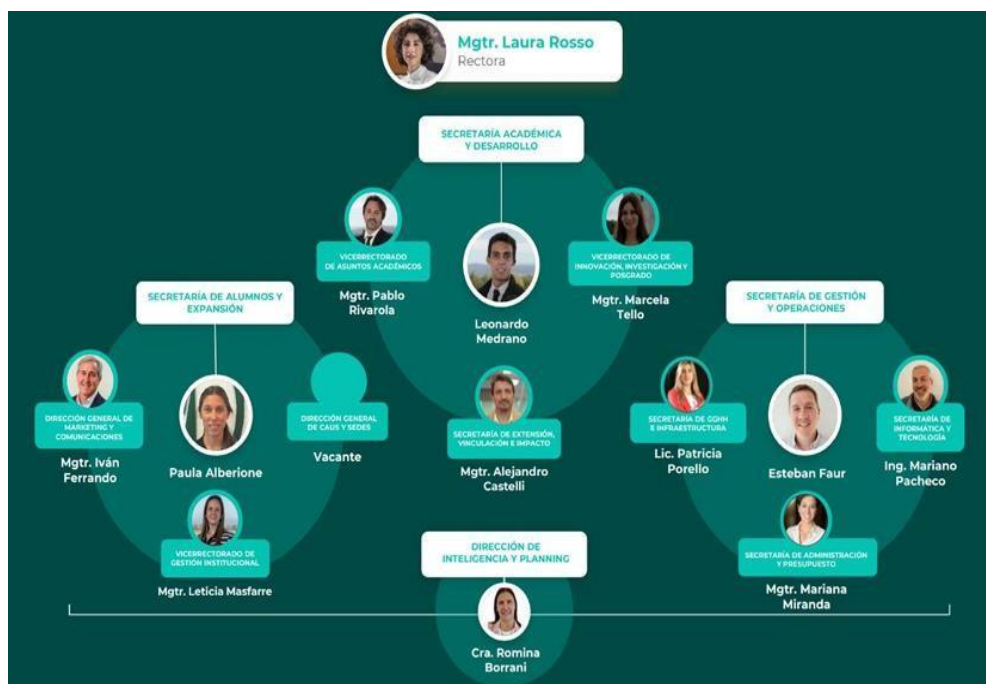 Mgtr. Laura Rosso
Rectora
SECRETARÍA ACADÉMICA
Y DESARROLLO
VICERRECTORADO
DE ASUNTOS ACADÉMICOS
Mgtr. Pablo
Rivarola
Leonardo
Medrano
VICERRECTORADO DE
INNOVACIÓN, INVESTIGACIÓN Y
POSGRADO
Mgtr. Marcela
Tello
SECRETARÍA DE EXTENSIÓN,
VINCULACIÓN E IMPACTO
Mgtr. Alejandro
Castelli
SECRETARÍA DE ALUMNOS Y
EXPANSIÓN
DIRECCIÓN GENERAL DE
MARKETING Y
COMUNICACIONES
Mgtr. Iván
Ferrando
Paula Alberione
DIRECCIÓN GENERAL
DE CAUS Y SEDES
Vacante
VICERRECTORADO DE
GESTIÓN INSTITUCIONAL
Mgtr. Leticia Masfarre
SECRETARÍA DE GESTIÓN
Y OPERACIONES
SECRETARÍA DE GGHH
E INFRAESTRUCTURA
Lic. Patricia
Porello
Esteban Faur
SECRETARÍA DE
INFORMÁTICA Y
TECNOLOGÍA
Ing. Mariano
Pacheco
SECRETARÍA DE ADMINISTRACIÓN
Y PRESUPUESTO
Mgtr. Mariana
Miranda
DIRECCIÓN DE
INTELIGENCIA Y PLANNING
Cra. Romina
Borrani